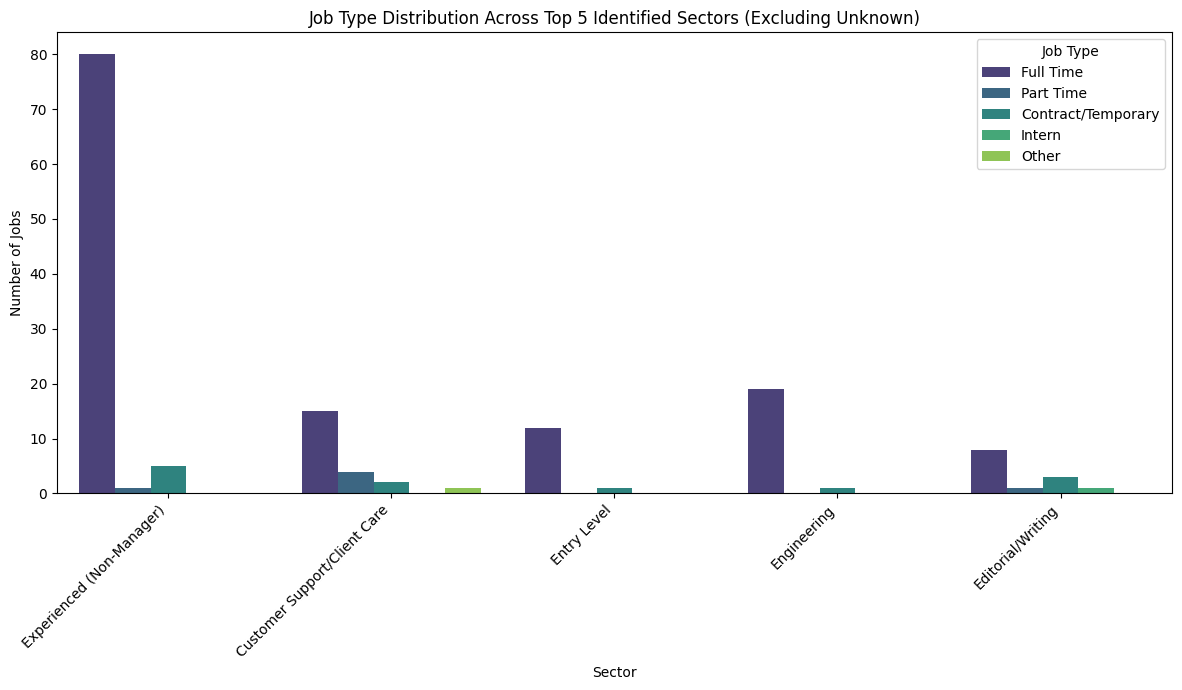 Job Type Distribution Across Top 5 Identified Sectors (Excluding Unknown)
Job Type
Full Time
Part Time
Contract/Temporary
Intern
Other
Number of Jobs
80
70
60
50
40
30
20
10
0
Experienced (Non-Manager)
Customer Support/Client Care
Entry Level
Engineering
Editorial/Writing
Sector